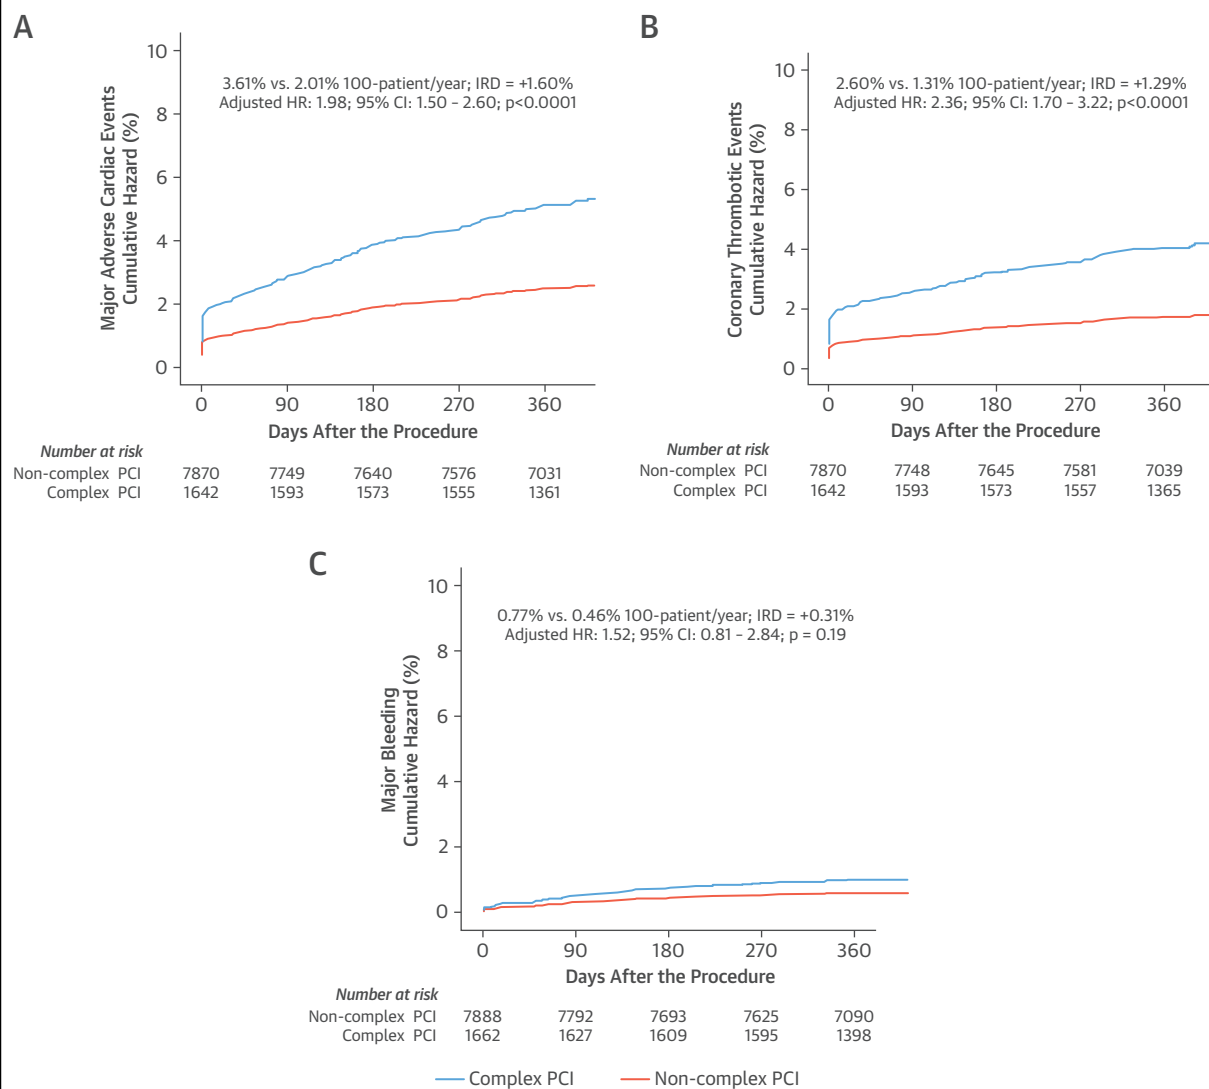 A
Major Adverse Cardiac Events
Cumulative Hazard (%)
10
8
6
4
2
0
3.61% vs. 2.01% 100-patient/year; IRD = +1.60%
Adjusted HR: 1.98; 95% CI: 1.50 – 2.60; p<0.0001
0 90 180 270 360
Days After the Procedure
Number at risk
Non-complex PCI 7870 7749 7640 7576 7031
Complex PCI 1642 1593 1573 1555 1361
B
Coronary Thrombotic Events
Cumulative Hazard (%)
10
8
6
4
2
0
2.60% vs. 1.31% 100-patient/year; IRD = +1.29%
Adjusted HR: 2.36; 95% CI: 1.70 – 3.22; p<0.0001
0 90 180 270 360
Days After the Procedure
Number at risk
Non-complex PCI 7870 7748 7645 7581 7039
Complex PCI 1642 1593 1573 1557 1365
C
Major Bleeding
Cumulative Hazard (%)
10
8
6
4
2
0
0.77% vs. 0.46% 100-patient/year; IRD = +0.31%
Adjusted HR: 1.52; 95% CI: 0.81 – 2.84; p = 0.19
0 90 180 270 360
Days After the Procedure
Number at risk
Non-complex PCI 7888 7792 7693 7625 7090
Complex PCI 1662 1627 1609 1595 1398
Complex PCI Non-complex PCI